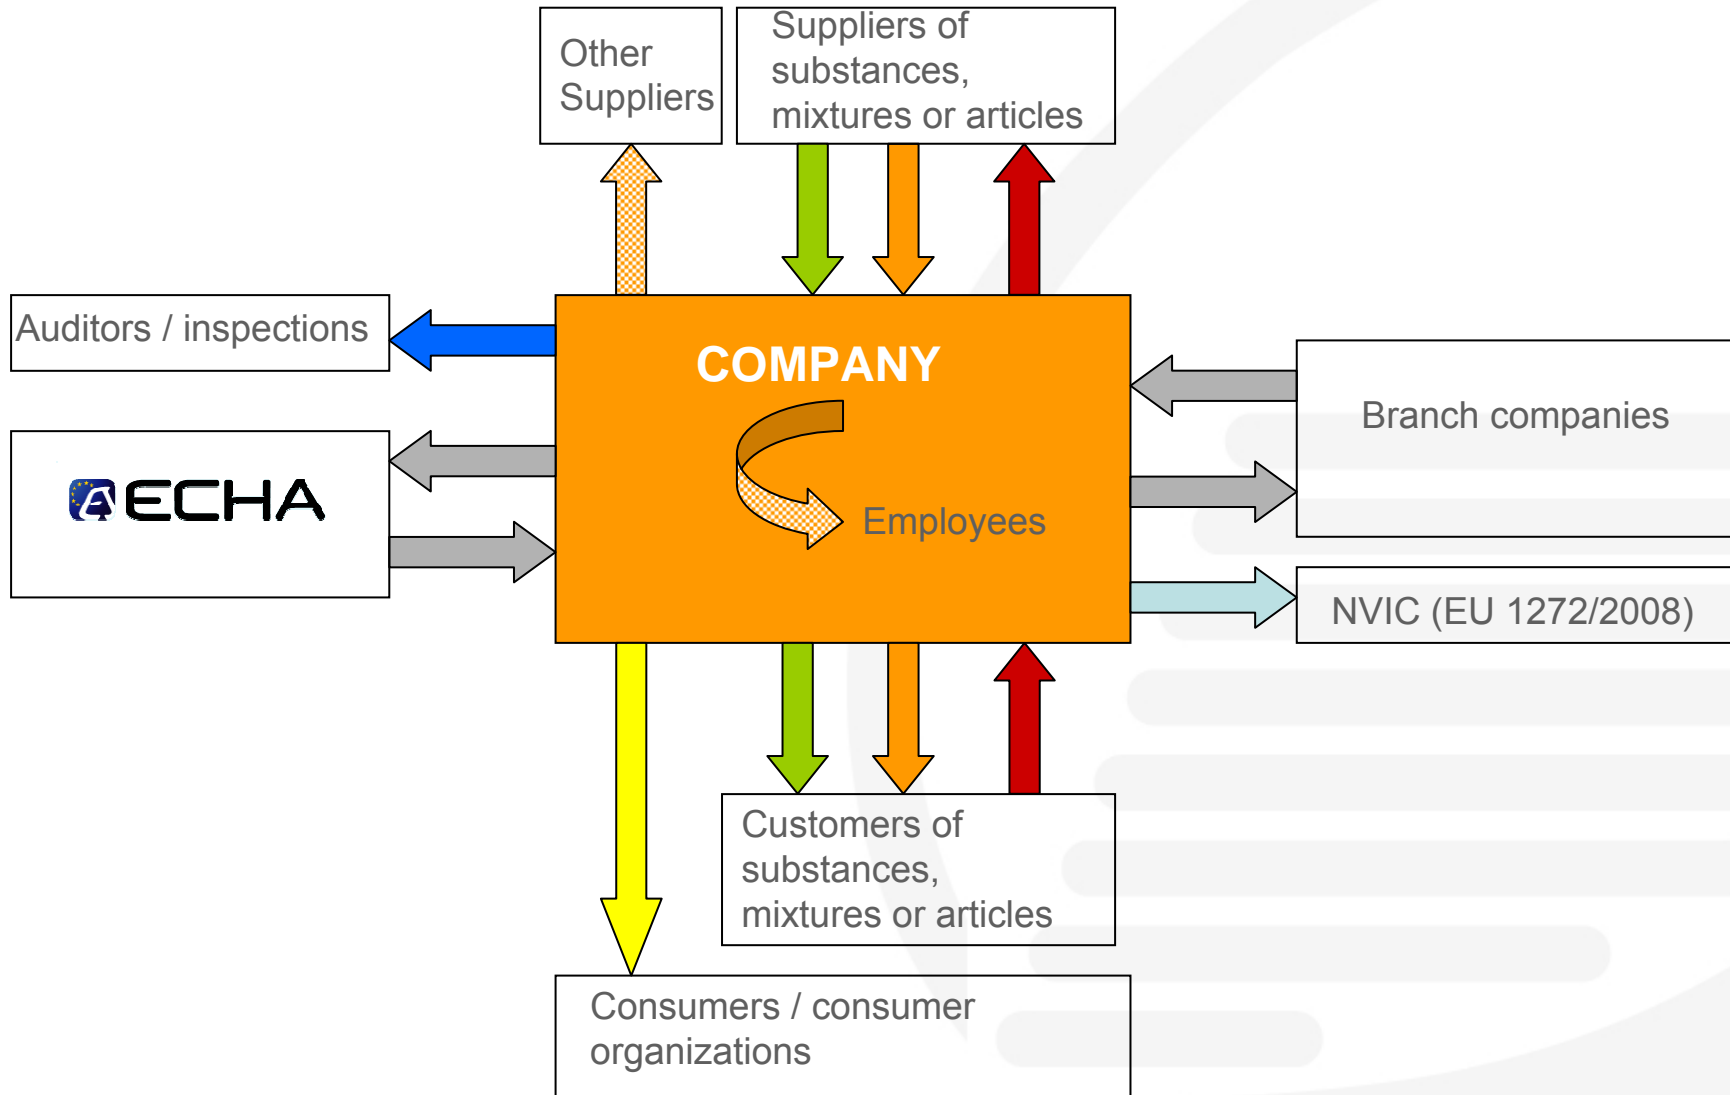 Other
Suppliers
Suppliers of
substances,
mixtures or articles
Auditors / inspections
COMPANY
Branch companies
ECHA
Employees
NVIC (EU 1272/2008)
Customers of
substances,
mixtures or articles
Consumers / consumer
organizations